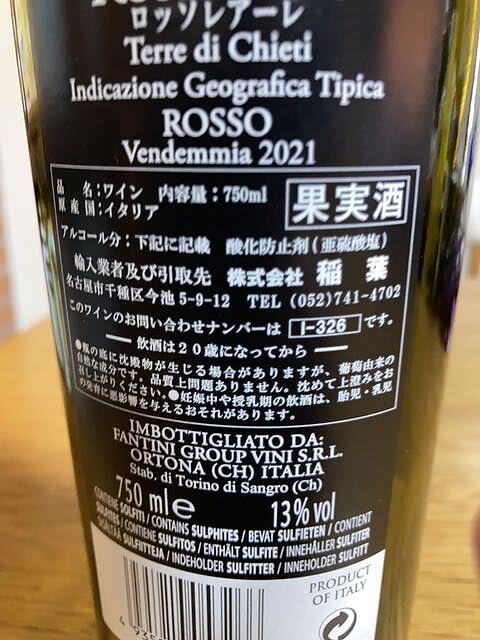 ロッソレアーレ
Terre di Chieti
Indicazione Geografica Tipica
ROSSO
Vendemmia 2021
品 名：ワイン 内容量：750ml
原産国：イタリア
果実酒
アルコール分：下記に記載 酸化防止剤(亜硫酸塩)
輸入業者及び引取先 株式会社 稲葉
名古屋市千種区今池5-9-12 TEL (052)741-4702
このワインのお問い合わせナンバーは I-326 です。
飲酒は20歳になってから
●瓶の底に沈殿物が生じる場合がありますが、葡萄由来の
自然な成分です。品質上問題ありません。沈めて上澄みをお
召し上がりください。●妊娠中や授乳期の飲酒は、胎児・乳児
の発育に悪影響を与えるおそれがあります。
IMBOTTIGLIATO DA:
FANTINI GROUP VINI S.R.L.
ORTONA (CH) ITALIA
Stab. di Torino di Sangro (Ch)
750 ml e 13% vol
CONTIENE SOLFITI / CONTAINS SULPHITES / BEVAT SULFIETEN / CONTIENT
SULFITES / CONTIENE SULFITOS / ENTHÄLT SULFITE / INNEHÅLLER SULFITER
SISÄLTÄÄ SULFIITTEJA / INDEHOLDER SULFITTER / INNEHOLDER SULFITT
PRODUCT
OF ITALY